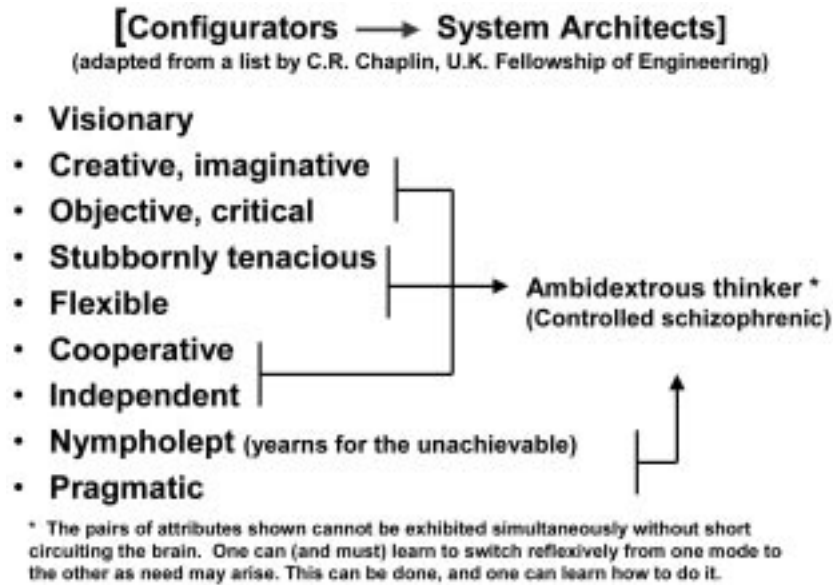 [Configurators → System Architects]
(adapted from a list by C.R. Chaplin, U.K. Fellowship of Engineering)
• Visionary
• Creative, imaginative
• Objective, critical
• Stubbornly tenacious
• Flexible
• Cooperative
• Independent
• Nympholept (yearns for the unachievable)
• Pragmatic
Ambidextrous thinker *
(Controlled schizophrenic)
* The pairs of attributes shown cannot be exhibited simultaneously without short
circuiting the brain. One can (and must) learn to switch reflexively from one mode to
the other as need may arise. This can be done, and one can learn how to do it.